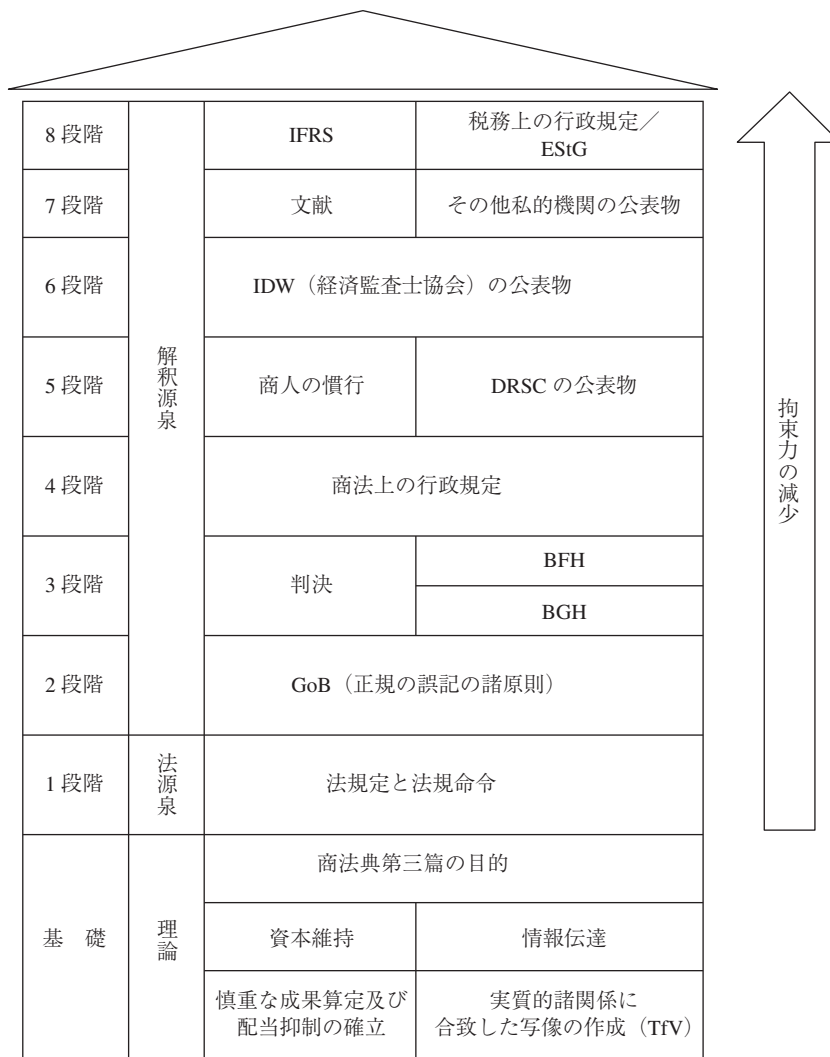 8 段階
IFRS
税務上の行政規定／
EStG
7 段階
文献
その他私的機関の公表物
6 段階
IDW（経済監査士協会）の公表物
解釈源泉
5 段階
商人の慣行
DRSC の公表物
拘束力の減少
4 段階
商法上の行政規定
3 段階
判決
BFH
BGH
2 段階
GoB（正規の誤記の諸原則）
1 段階
法源泉
法規定と法規命令
基　礎
理論
商法典第三篇の目的
資本維持
情報伝達
慎重な成果算定及び
配当抑制の確立
実質的諸関係に
合致した写像の作成（TfV）